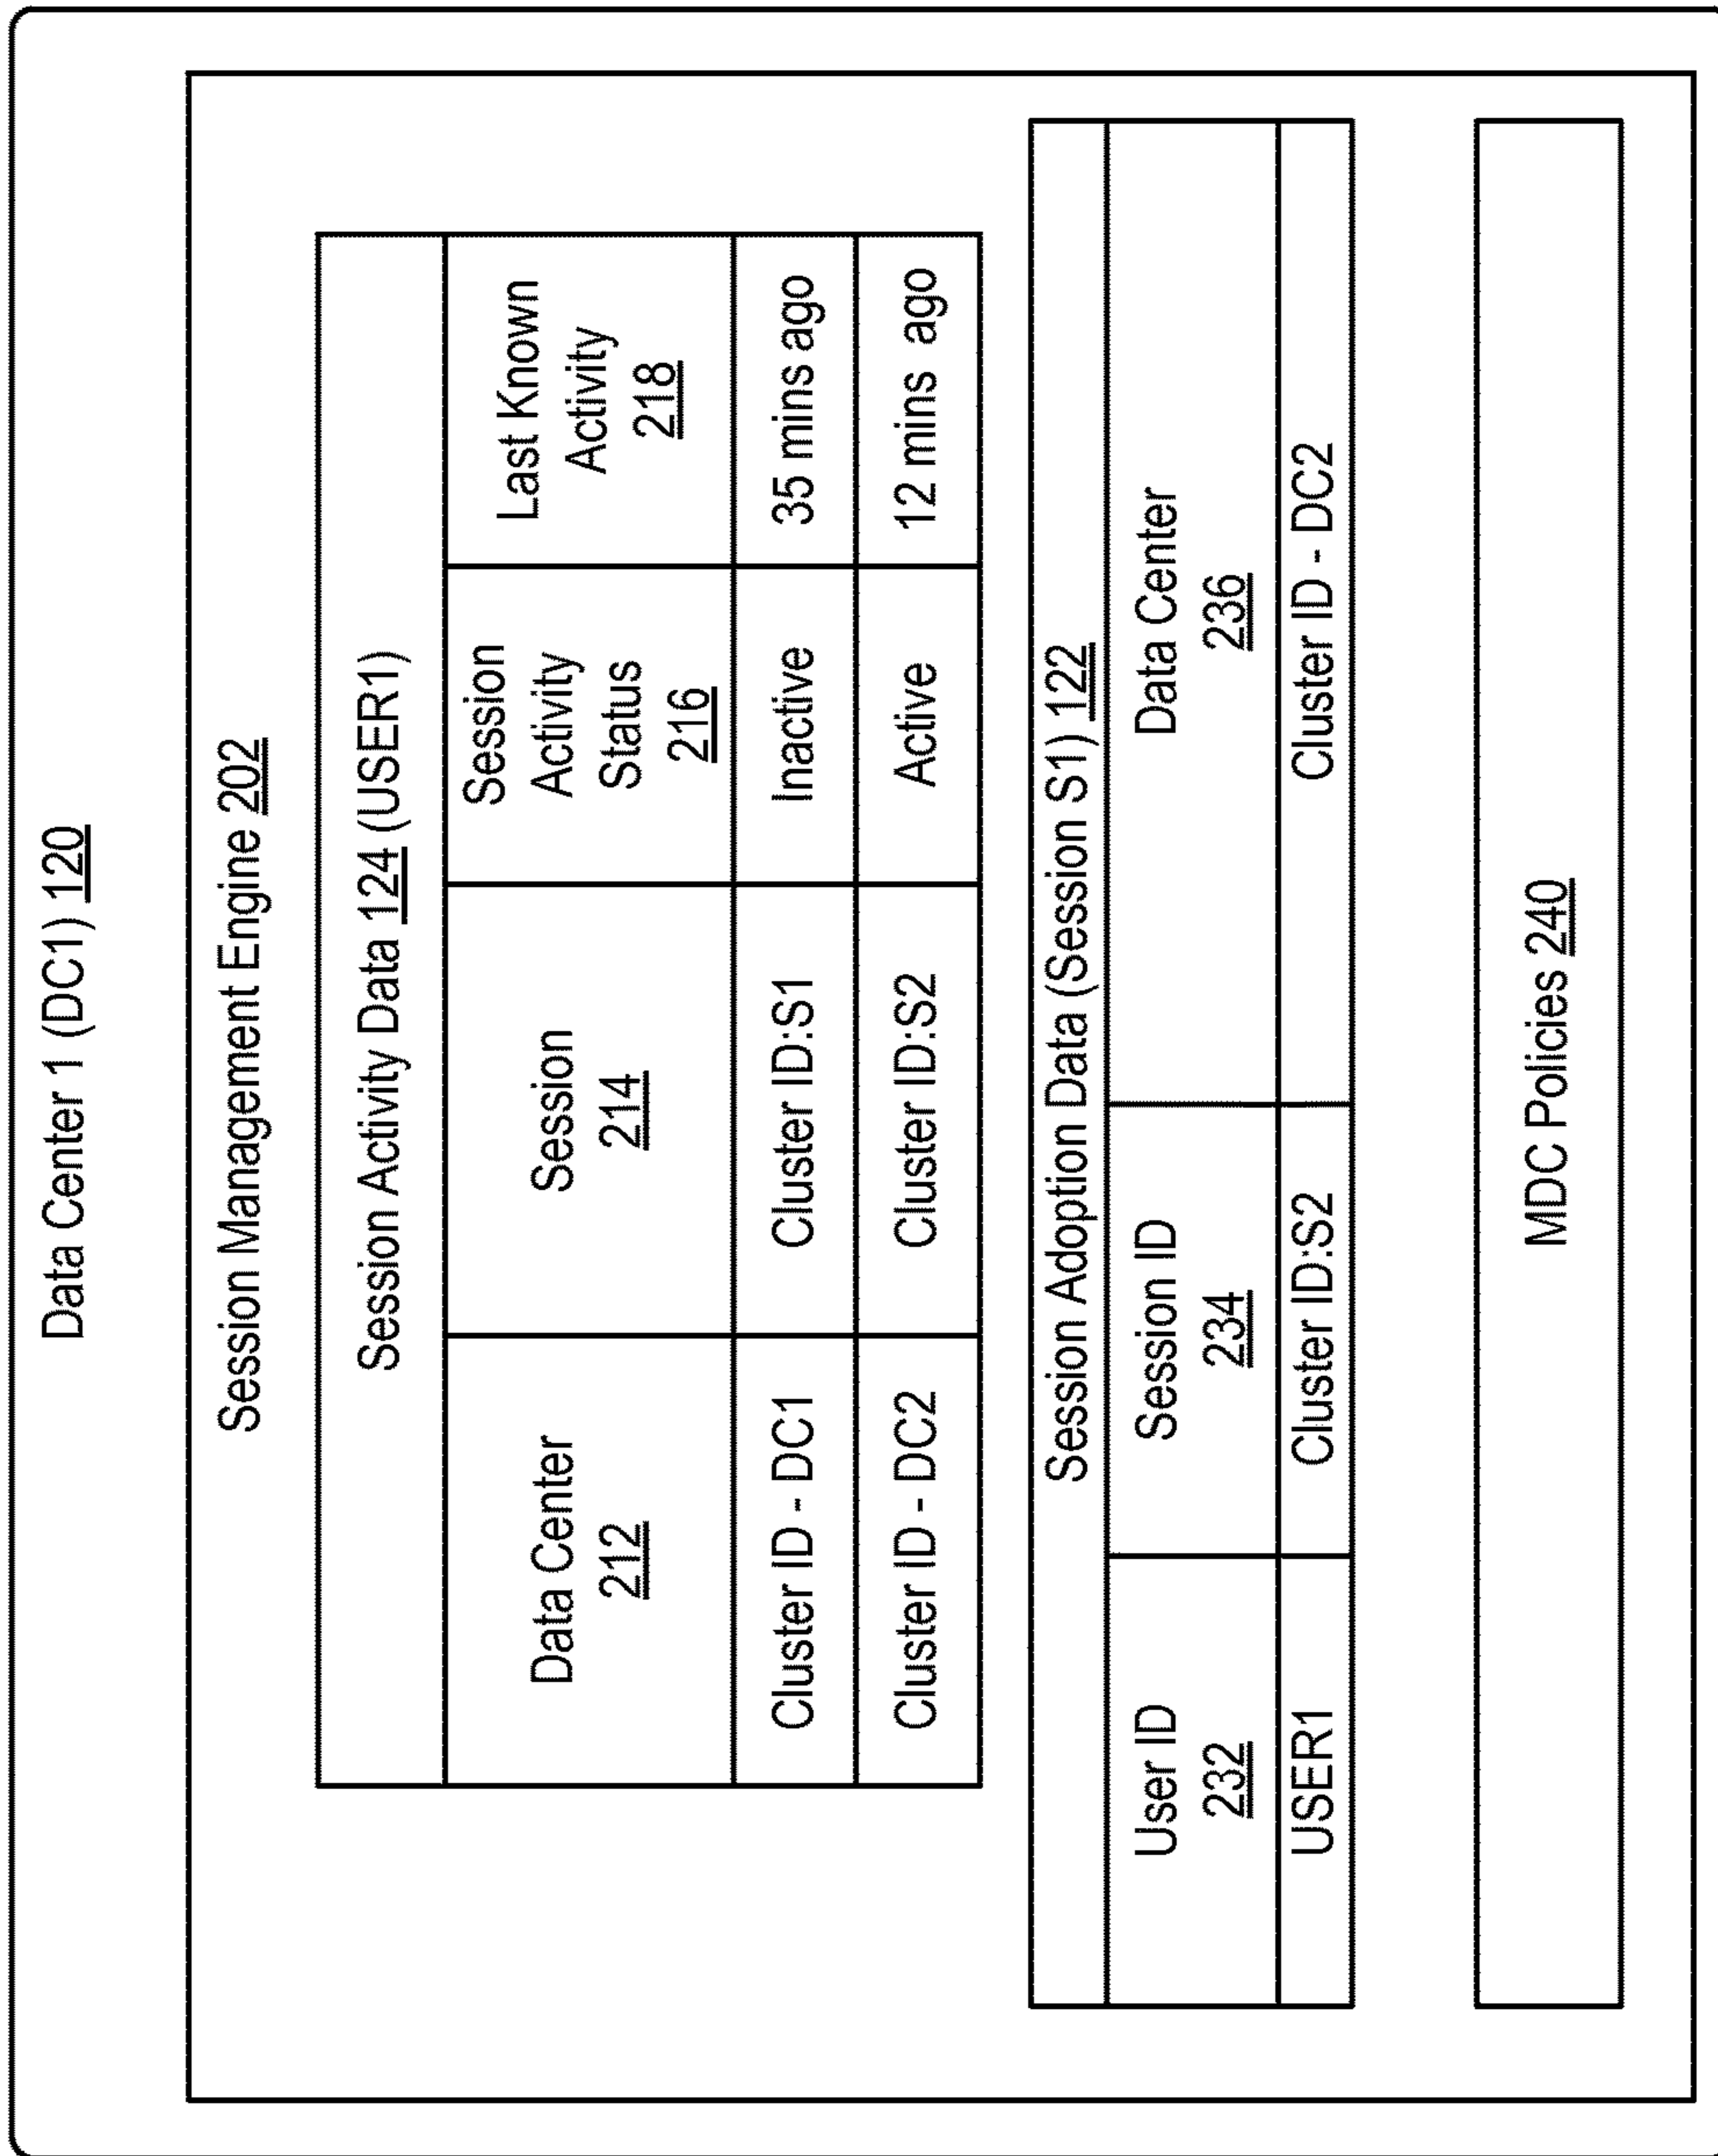 Data Center 1 (DC1) 120
Session Management Engine 202
Session Activity Data 124 (USER1)
Data Center
212
Session
214
Session
Activity
Status
216
Last Known
Activity
218
Cluster ID - DC1
Cluster ID:S1
Inactive
35 mins ago
Cluster ID - DC2
Cluster ID:S2
Active
12 mins ago
Session Adoption Data (Session S1) 122
User ID
232
Session ID
234
Data Center
236
USER1
Cluster ID:S2
Cluster ID - DC2
MDC Policies 240